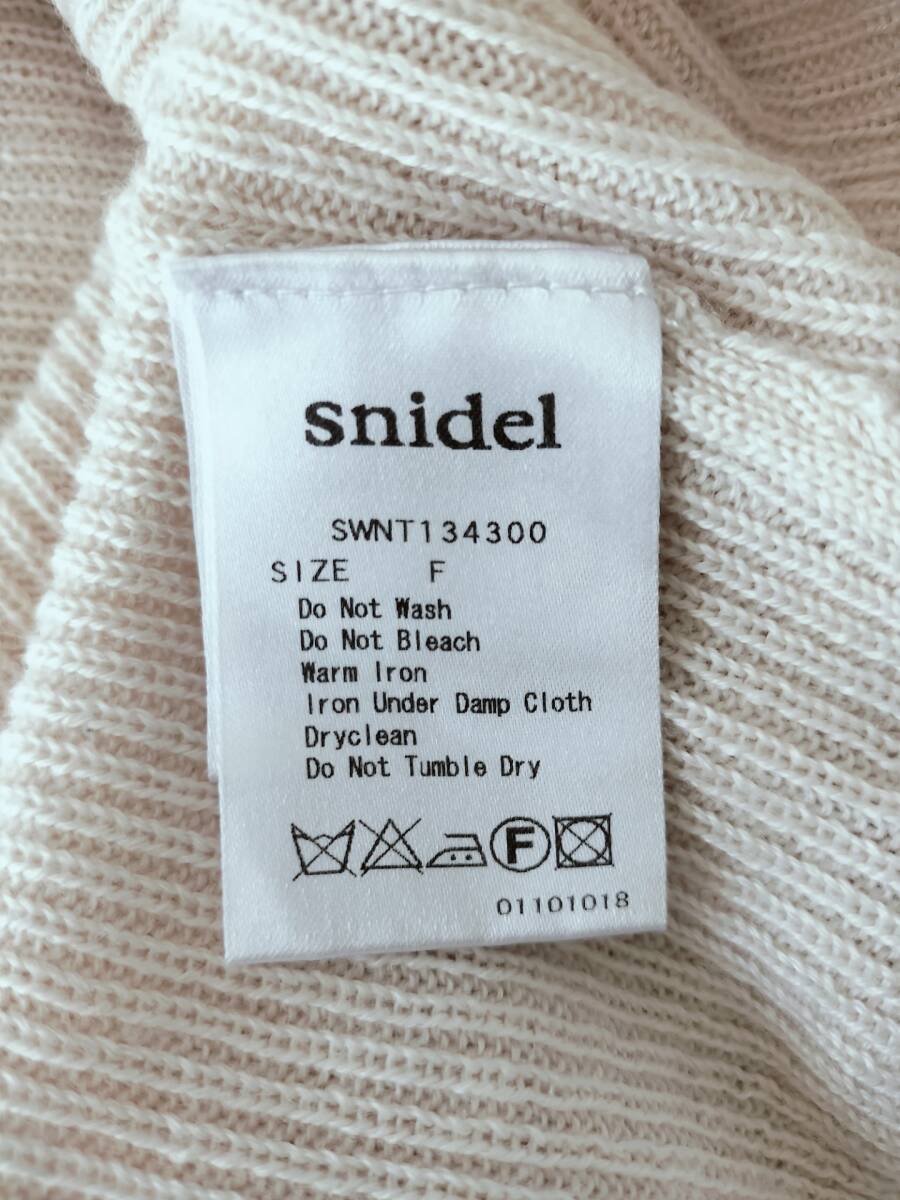 snidel
SWNT134300
SIZE F
Do Not Wash
Do Not Bleach
Warm Iron
Iron Under Damp Cloth
Dryclean
Do Not Tumble Dry
F
01101018